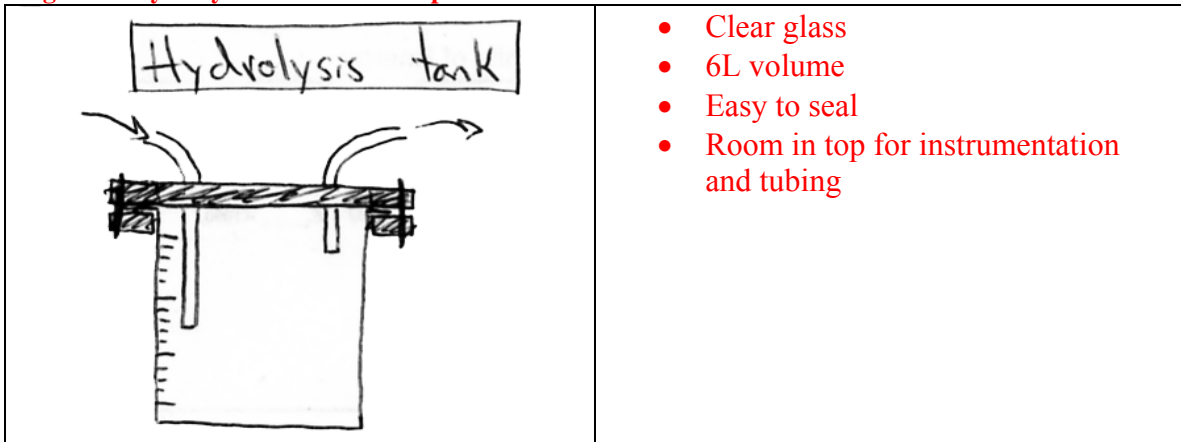 Hydrolysis tank
• Clear glass
• 6L volume
• Easy to seal
• Room in top for instrumentation
and tubing